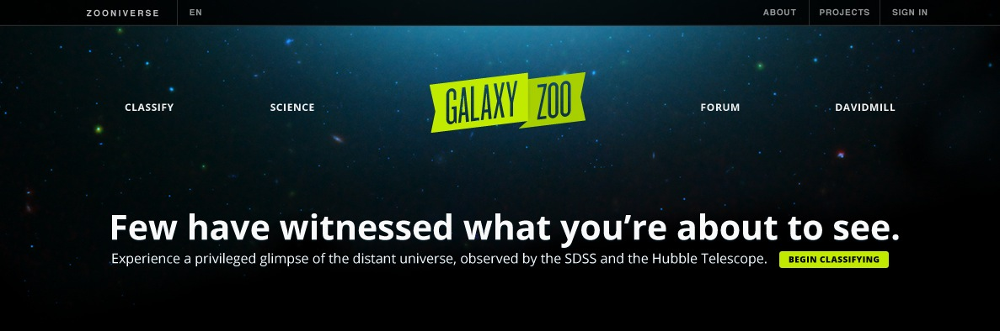 ZOONIVERSE EN ABOUT PROJECTS SIGN IN
CLASSIFY SCIENCE GALAXY ZOO FORUM DAVIDMILL
Few have witnessed what you’re about to see.
Experience a privileged glimpse of the distant universe, observed by the SDSS and the Hubble Telescope. BEGIN CLASSIFYING